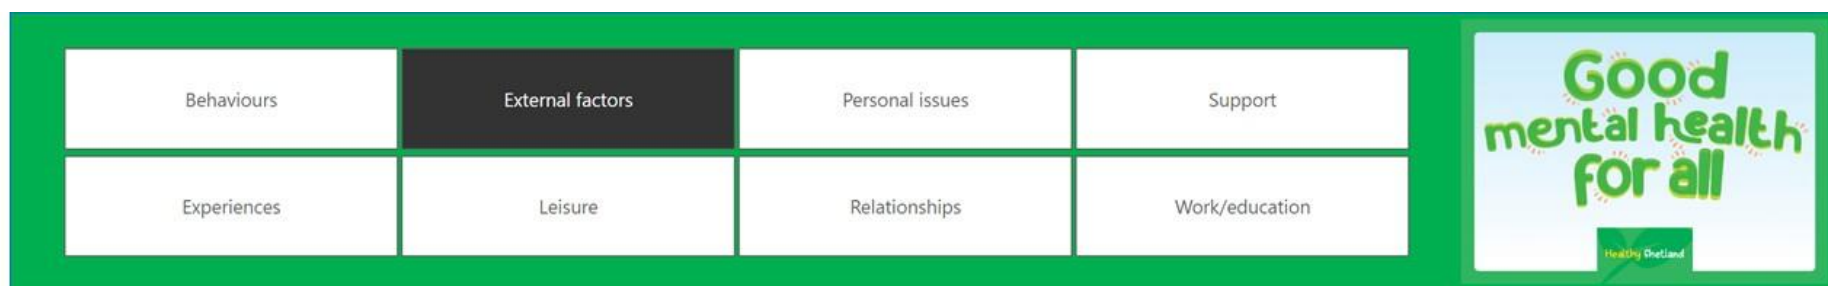 Behaviours
External factors
Personal issues
Support
Experiences
Leisure
Relationships
Work/education
Good
mental health
for all
Healthy Shetland